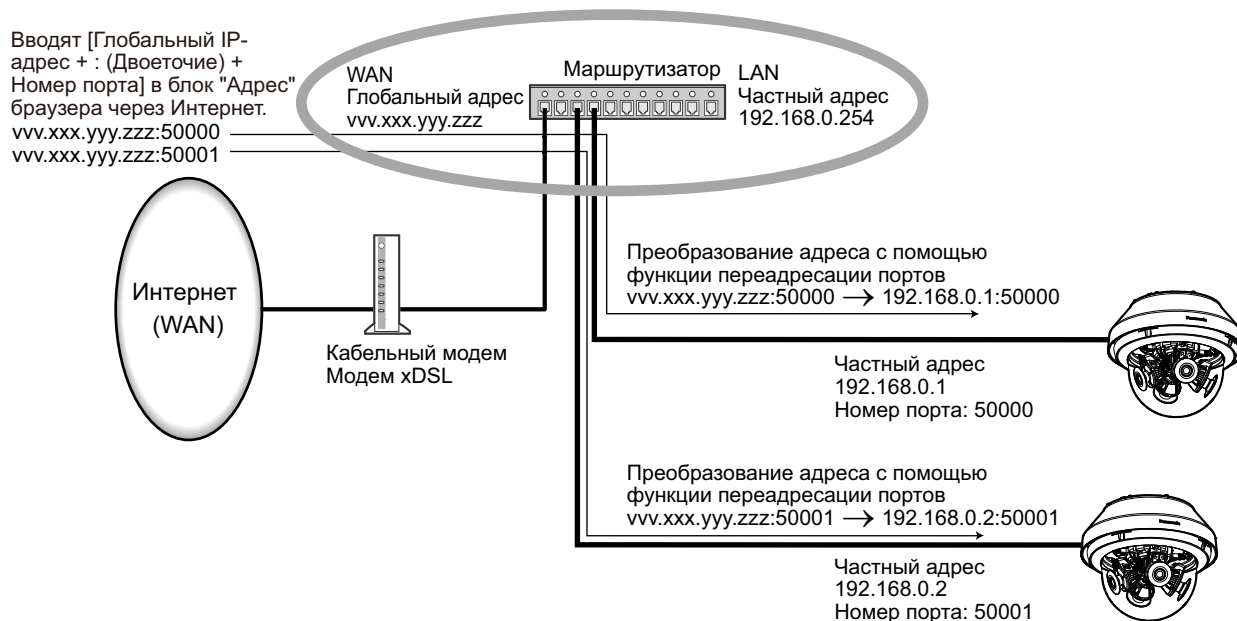 Вводят [Глобальный IP-
адрес + : (Двоеточие) +
Номер порта] в блок "Адрес"
браузера через Интернет.
vvv.xxx.yyy.zzz:50000
vvv.xxx.yyy.zzz:50001
WAN
Глобальный адрес
vvv.xxx.yyy.zzz
Маршрутизатор
LAN
Частный адрес
192.168.0.254
Интернет
(WAN)
Кабельный модем
Модем xDSL
Преобразование адреса с помощью
функции переадресации портов
vvv.xxx.yyy.zzz:50000 → 192.168.0.1:50000
Panasonic
Частный адрес
192.168.0.1
Номер порта: 50000
Преобразование адреса с помощью
функции переадресации портов
vvv.xxx.yyy.zzz:50001 → 192.168.0.2:50001
Panasonic
Частный адрес
192.168.0.2
Номер порта: 50001